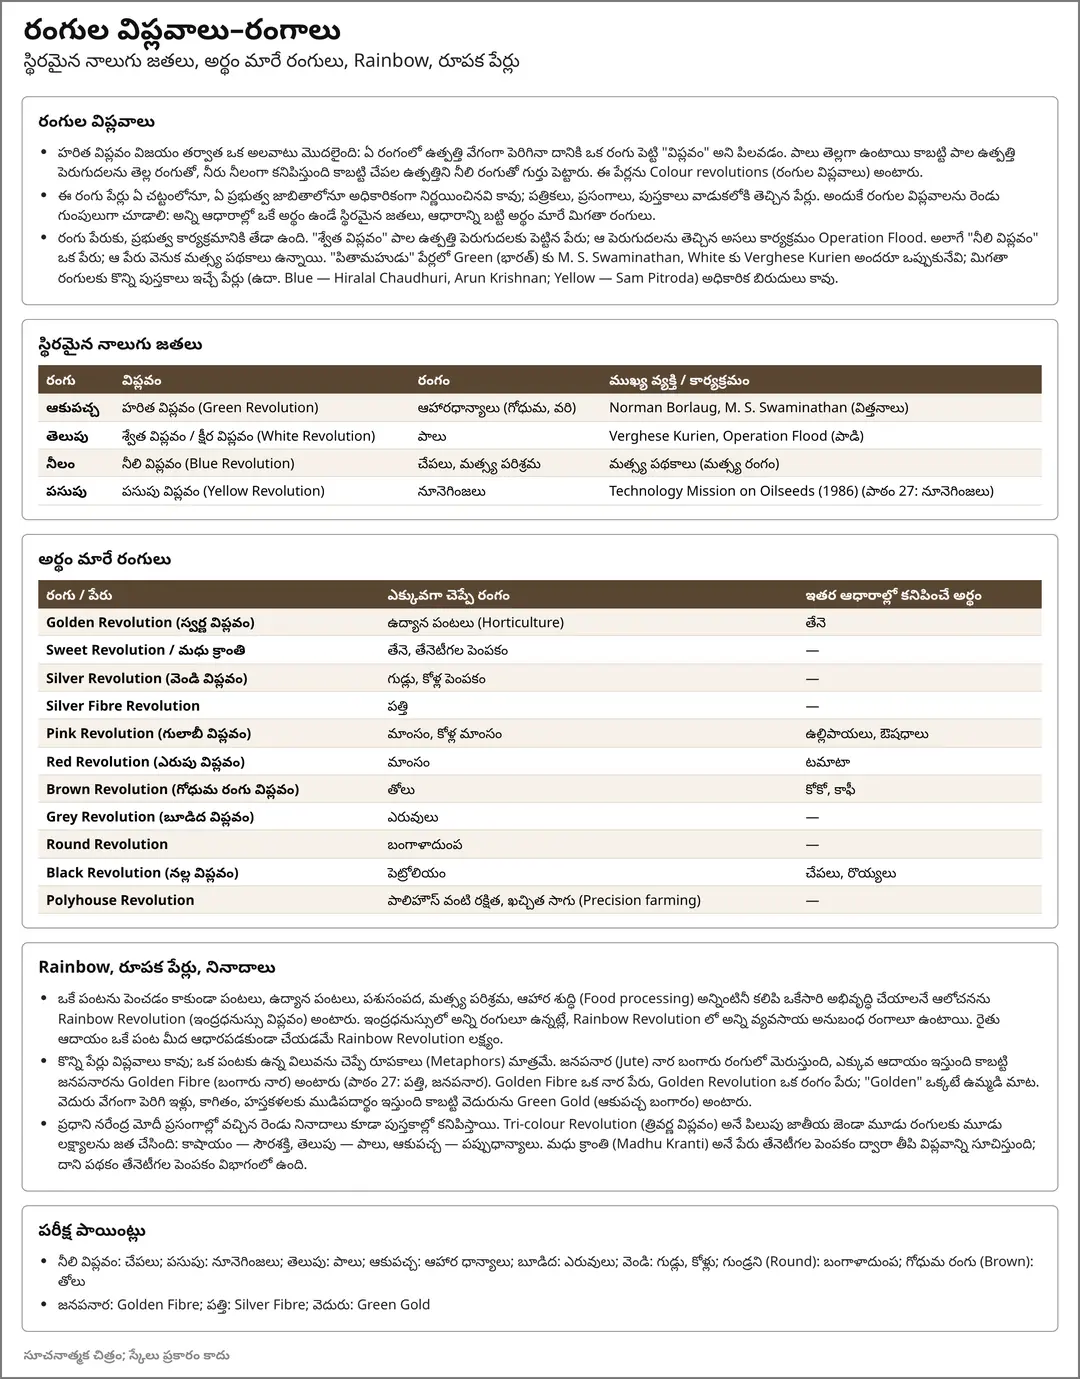 రంగుల విప్లవాలు–రంగాలు
స్థిరమైన నాలుగు జతలు, అర్థం మారే రంగులు, Rainbow, రూపక పేర్లు
రంగుల విప్లవాలు
• హరిత విప్లవం విజయం తర్వాత ఒక అలవాటు మొదలైంది: ఏ రంగంలో ఉత్పత్తి వేగంగా పెరిగినా దానికి ఒక రంగు పెట్టి "విప్లవం" అని పిలవడం. పాలు తెల్లగా ఉంటాయి కాబట్టి పాల ఉత్పత్తి
పెరుగుదలను తెల్ల రంగుతో, నీరు నీలంగా కనిపిస్తుంది కాబట్టి చేపల ఉత్పత్తిని నీలి రంగుతో గుర్తు పెట్టారు. ఈ పేర్లను Colour revolutions (రంగుల విప్లవాలు) అంటారు.
• ఈ రంగు పేర్లు ఏ చట్టంలోనూ, ఏ ప్రభుత్వ జాబితాలోనూ అధికారికంగా నిర్ణయించినవి కావు; పత్రికలు, ప్రసంగాలు, పుస్తకాలు వాడుకలోకి తెచ్చిన పేర్లు. అందుకే రంగుల విప్లవాలను రెండు
గుంపులుగా చూడాలి: అన్ని ఆధారాల్లో ఒకే అర్థం ఉండే స్థిరమైన జతలు, ఆధారాన్ని బట్టి అర్థం మారే మిగతా రంగులు.
• రంగు పేరుకు, ప్రభుత్వ కార్యక్రమానికి తేడా ఉంది. "శ్వేత విప్లవం" పాల ఉత్పత్తి పెరుగుదలకు పెట్టిన పేరు; ఆ పెరుగుదలను తెచ్చిన అసలు కార్యక్రమం Operation Flood. అలాగే "నీలి విప్లవం"
ఒక పేరు; ఆ పేరు వెనుక మత్స్య పథకాలు ఉన్నాయి. "పితామహుడు" పేర్లలో Green (భారత్) కు M. S. Swaminathan, White కు Verghese Kurien అందరూ ఒప్పుకునేవి; మిగతా
రంగులకు కొన్ని పుస్తకాలు ఇచ్చే పేర్లు (ఉదా. Blue — Hiralal Chaudhuri, Arun Krishnan; Yellow — Sam Pitroda) అధికారిక బిరుదులు కావు.
స్థిరమైన నాలుగు జతలు
రంగు విప్లవం రంగం ముఖ్య వ్యక్తి / కార్యక్రమం
ఆకుపచ్చ హరిత విప్లవం (Green Revolution) ఆహారధాన్యాలు (గోధుమ, వరి) Norman Borlaug, M. S. Swaminathan (విత్తనాలు)
తెలుపు శ్వేత విప్లవం / క్షీర విప్లవం (White Revolution) పాలు Verghese Kurien, Operation Flood (పాడి)
నీలం నీలి విప్లవం (Blue Revolution) చేపలు, మత్స్య పరిశ్రమ మత్స్య పథకాలు (మత్స్య రంగం)
పసుపు పసుపు విప్లవం (Yellow Revolution) నూనెగింజలు Technology Mission on Oilseeds (1986) (పాఠం 27: నూనెగింజలు)
అర్థం మారే రంగులు
రంగు / పేరు ఎక్కువగా చెప్పే రంగం ఇతర ఆధారాల్లో కనిపించే అర్థం
Golden Revolution (స్వర్ణ విప్లవం) ఉద్యాన పంటలు (Horticulture) తేనె
Sweet Revolution / మధు క్రాంతి తేనె, తేనెటీగల పెంపకం —
Silver Revolution (వెండి విప్లవం) గుడ్లు, కోళ్ల పెంపకం —
Silver Fibre Revolution పత్తి —
Pink Revolution (గులాబీ విప్లవం) మాంసం, కోళ్ల మాంసం ఉల్లిపాయలు, ఔషధాలు
Red Revolution (ఎరుపు విప్లవం) మాంసం టమాటా
Brown Revolution (గోధుమ రంగు విప్లవం) తోలు కోకో, కాఫీ
Grey Revolution (బూడిద విప్లవం) ఎరువులు —
Round Revolution బంగాళాదుంప —
Black Revolution (నల్ల విప్లవం) పెట్రోలియం చేపలు, రొయ్యలు
Polyhouse Revolution పాలిహౌస్ వంటి రక్షిత, ఖచ్చిత సాగు (Precision farming) —
Rainbow, రూపక పేర్లు, నినాదాలు
• ఒకే పంటను పెంచడం కాకుండా పంటలు, ఉద్యాన పంటలు, పశుసంపద, మత్స్య పరిశ్రమ, ఆహార శుద్ధి (Food processing) అన్నింటినీ కలిపి ఒకేసారి అభివృద్ధి చేయాలనే ఆలోచనను
Rainbow Revolution (ఇంద్రధనుస్సు విప్లవం) అంటారు. ఇంద్రధనుస్సులో అన్ని రంగులూ ఉన్నట్లే, Rainbow Revolution లో అన్ని వ్యవసాయ అనుబంధ రంగాలూ ఉంటాయి. రైతు
ఆదాయం ఒక పంట మీద ఆధారపడకుండా చేయడమే Rainbow Revolution లక్ష్యం.
• కొన్ని పేర్లు విప్లవాలు కావు; ఒక పంటకు ఉన్న విలువను చెప్పే రూపకాలు (Metaphors) మాత్రమే. జనపనార (Jute) నార బంగారు రంగులో మెరుస్తుంది, ఎక్కువ ఆదాయం ఇస్తుంది కాబట్టి
జనపనారను Golden Fibre (బంగారు నార) అంటారు (పాఠం 27: పత్తి, జనపనార). Golden Fibre ఒక నార పేరు, Golden Revolution ఒక రంగం పేరు; "Golden" ఒక్కటే ఉమ్మడి మాట.
వెదురు వేగంగా పెరిగి ఇళ్లు, కాగితం, హస్తకళలకు ముడిపదార్థం ఇస్తుంది కాబట్టి వెదురును Green Gold (ఆకుపచ్చ బంగారం) అంటారు.
• ప్రధాని నరేంద్ర మోదీ ప్రసంగాల్లో వచ్చిన రెండు నినాదాలు కూడా పుస్తకాల్లో కనిపిస్తాయి. Tri-colour Revolution (త్రివర్ణ విప్లవం) అనే పిలుపు జాతీయ జెండా మూడు రంగులకు మూడు
లక్ష్యాలను జత చేసింది: కాషాయం — సౌరశక్తి, తెలుపు — పాలు, ఆకుపచ్చ — పప్పుధాన్యాలు. మధు క్రాంతి (Madhu Kranti) అనే పేరు తేనెటీగల పెంపకం ద్వారా తీపి విప్లవాన్ని సూచిస్తుంది;
దాని పథకం తేనెటీగల పెంపకం విభాగంలో ఉంది.
పరీక్ష పాయింట్లు
• నీలి విప్లవం: చేపలు; పసుపు: నూనెగింజలు; తెలుపు: పాలు; ఆకుపచ్చ: ఆహార ధాన్యాలు; బూడిద: ఎరువులు; వెండి: గుడ్లు, కోళ్లు; గుండ్రని (Round): బంగాళాదుంప; గోధుమ రంగు (Brown):
తోలు
• జనపనార: Golden Fibre; పత్తి: Silver Fibre; వెదురు: Green Gold
సూచనాత్మక చిత్రం; స్కేలు ప్రకారం కాదు